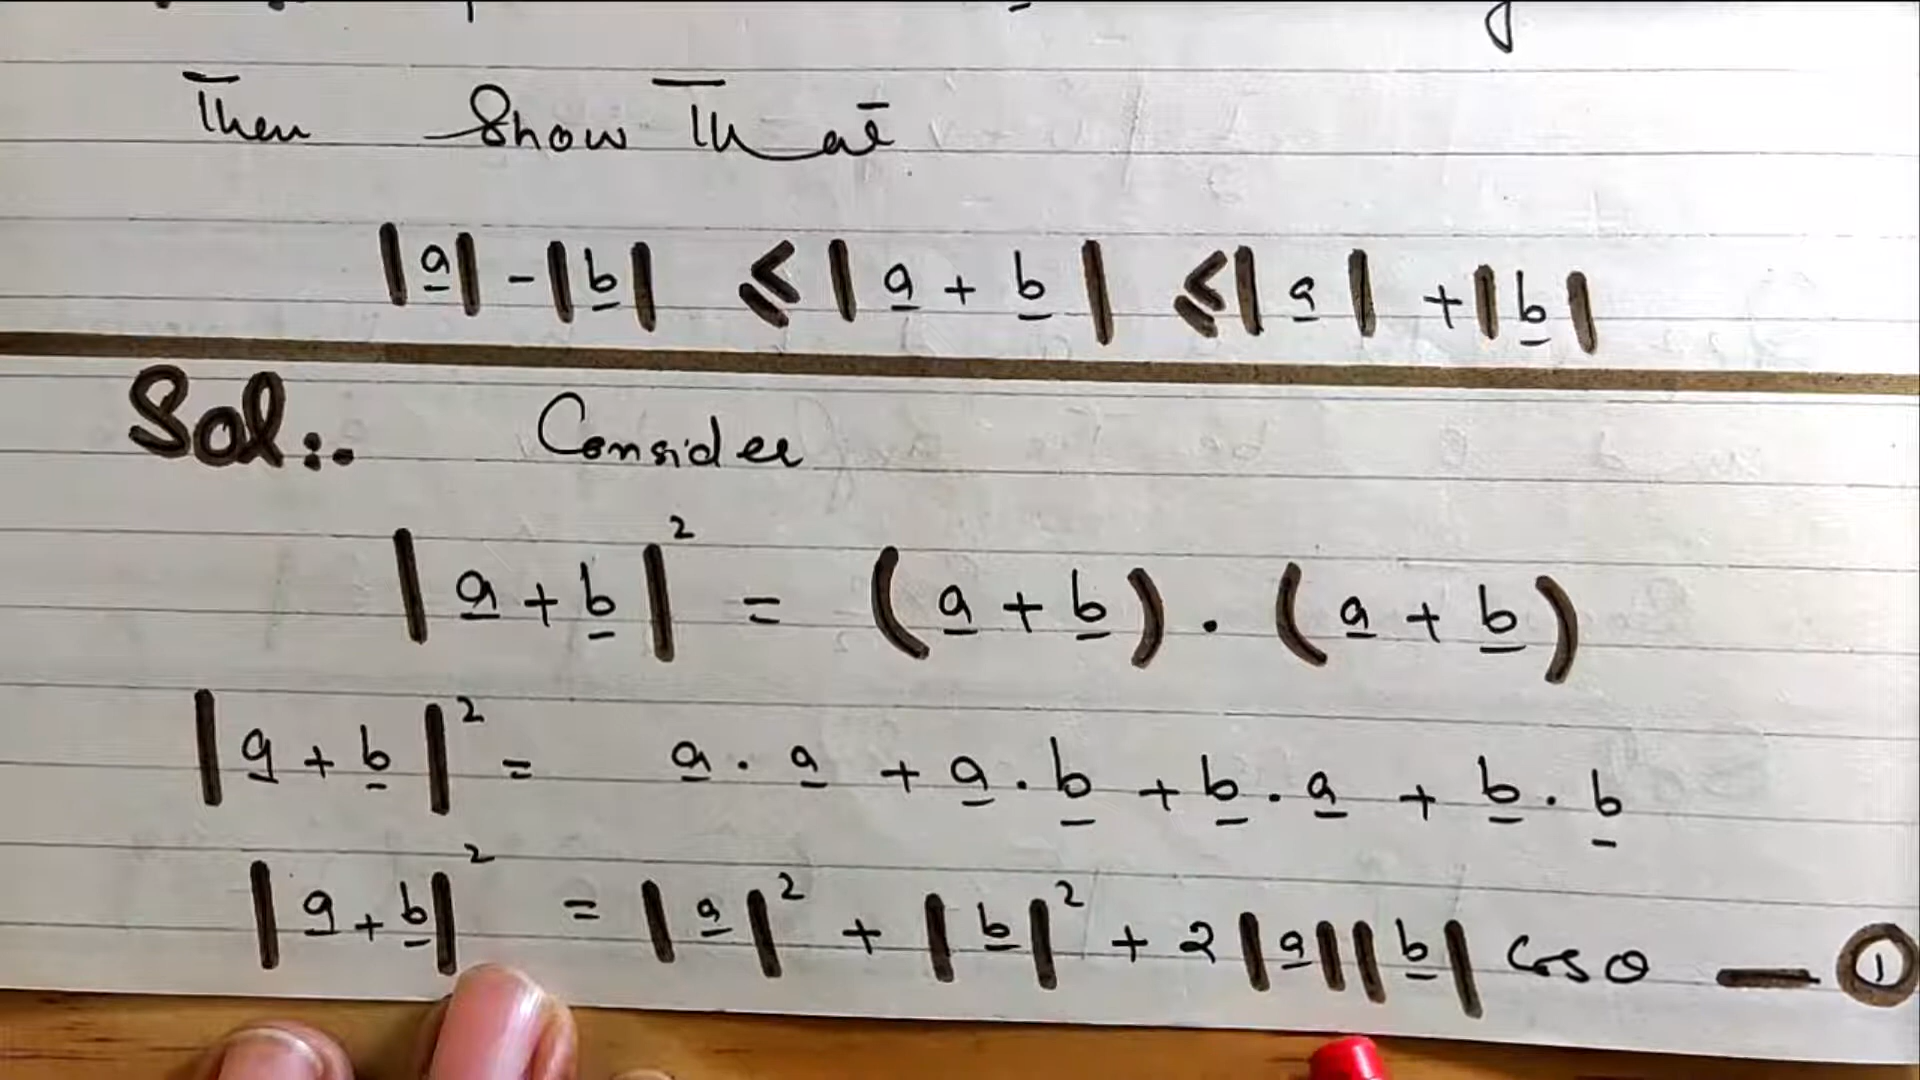 Then Show That
|a̲| - |b̲| ≤ |a̲ + b̲| ≤ |a̲| + |b̲|
Sol:. Consider
|a̲ + b̲|² = (a̲ + b̲) . (a̲ + b̲)
|a̲ + b̲|² = a̲ . a̲ + a̲ . b̲ + b̲ . a̲ + b̲ . b̲
|a̲ + b̲|² = |a̲|² + |b̲|² + 2|a̲||b̲| Cos θ — ①